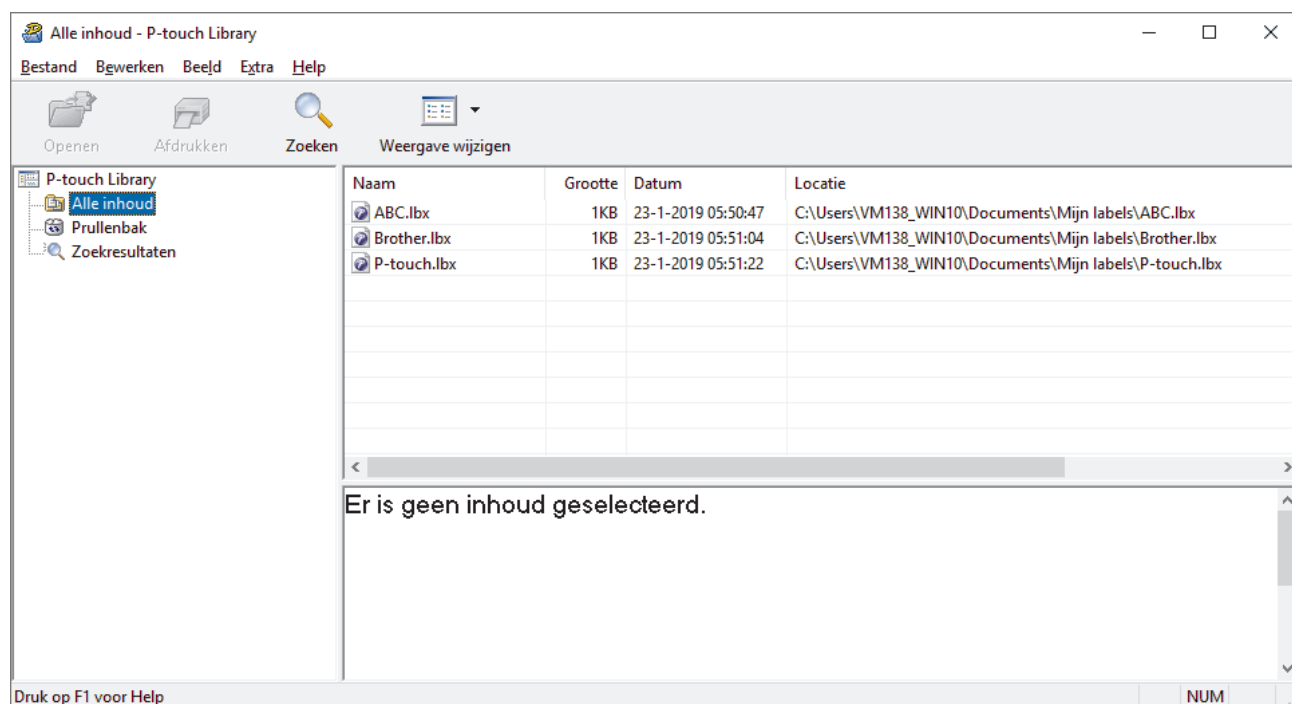 Alle inhoud - P-touch Library
Bestand Bewerken Beeld Extra Help
Openen Afdrukken Zoeken Weergave wijzigen
P-touch Library
Alle inhoud
Prullenbak
Zoekresultaten
Naam Grootte Datum Locatie
ABC.lbx 1KB 23-1-2019 05:50:47 C:\Users\VM138_WIN10\Documents\Mijn labels\ABC.lbx
Brother.lbx 1KB 23-1-2019 05:51:04 C:\Users\VM138_WIN10\Documents\Mijn labels\Brother.lbx
P-touch.lbx 1KB 23-1-2019 05:51:22 C:\Users\VM138_WIN10\Documents\Mijn labels\P-touch.lbx
Er is geen inhoud geselecteerd.
Druk op F1 voor Help NUM